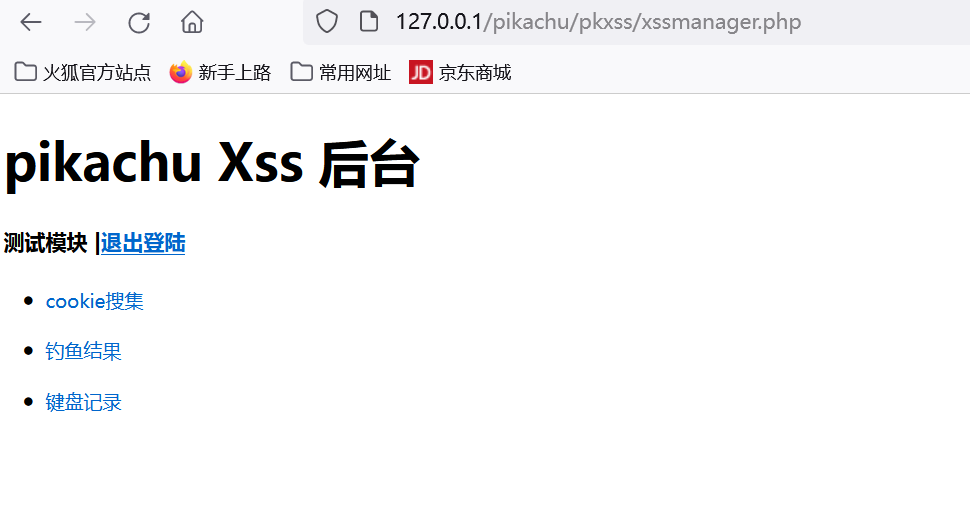 127.0.0.1/pikachu/pkxss/xssmanager.php
火狐官方站点 新手上路 常用网址 JD 京东商城
pikachu Xss 后台
测试模块 |退出登陆
cookie搜集
钓鱼结果
键盘记录